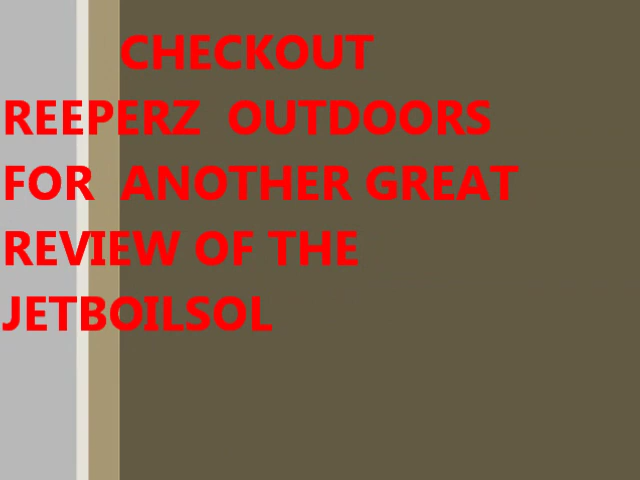 CHECKOUT
REEPERZ OUTDOORS
FOR ANOTHER GREAT
REVIEW OF THE
JETBOILSOL